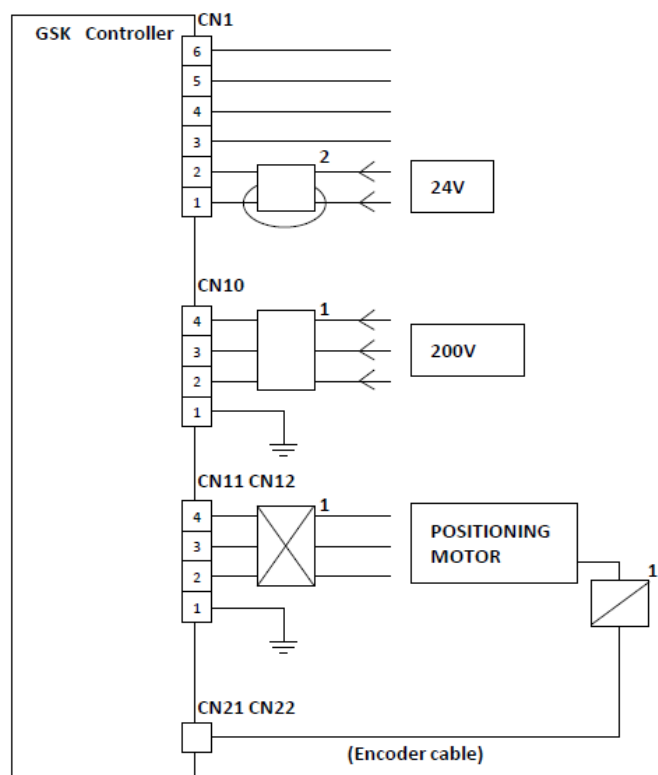 CN1
GSK Controller
6
5
4
3
2
2
1
24V
CN10
4
1
3
200V
2
1
CN11 CN12
4
1
3
POSITIONING
MOTOR
2
1
1
CN21 CN22
(Encoder cable)